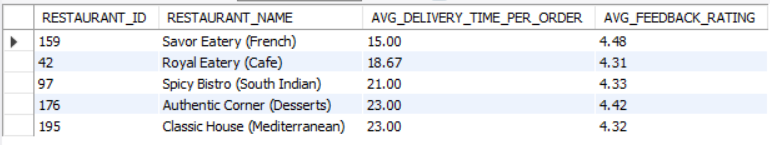 RESTAURANT_ID RESTAURANT_NAME AVG_DELIVERY_TIME_PER_ORDER AVG_FEEDBACK_RATING
159 Savor Eatery (French) 15.00 4.48
42 Royal Eatery (Cafe) 18.67 4.31
97 Spicy Bistro (South Indian) 21.00 4.33
176 Authentic Corner (Desserts) 23.00 4.42
195 Classic House (Mediterranean) 23.00 4.32